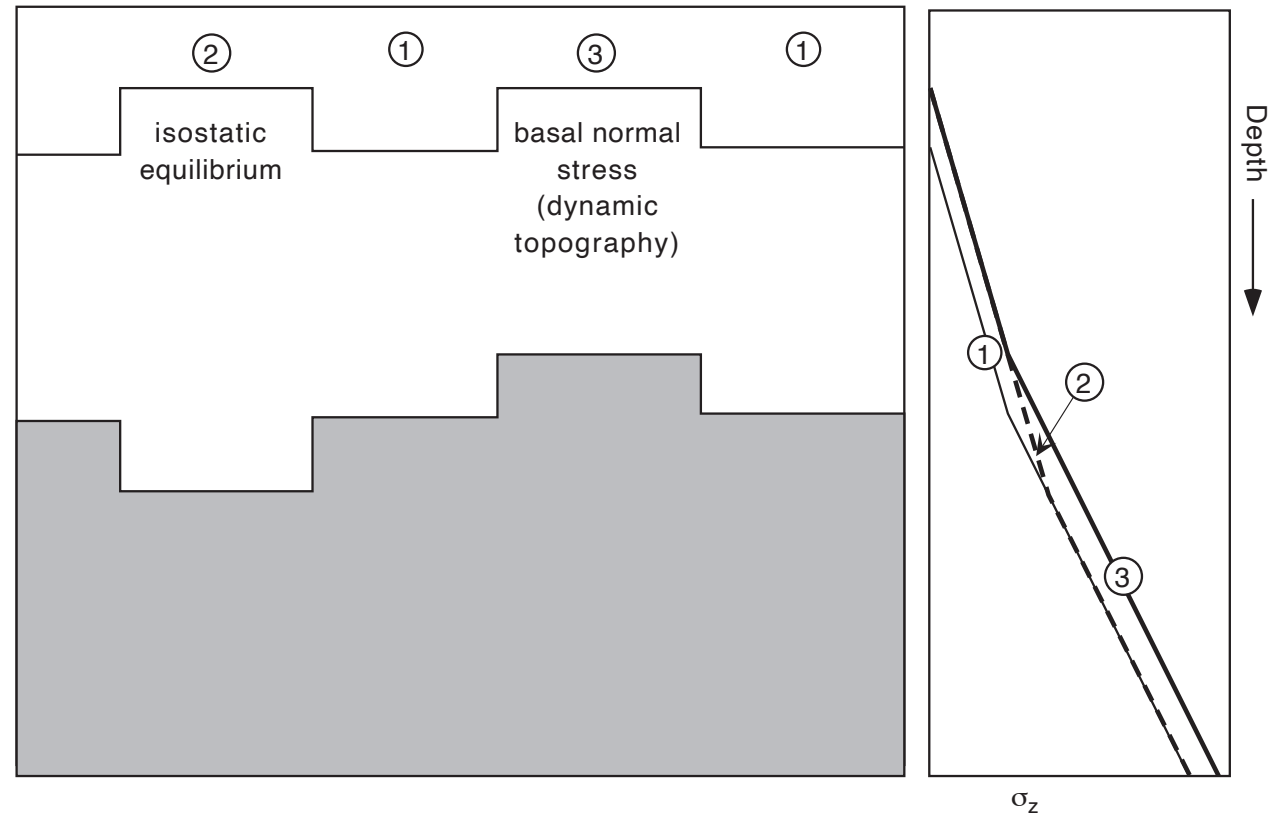 ② ① ③ ①
isostatic
equilibrium
basal normal
stress
(dynamic
topography)
Depth
①
②
③
σz